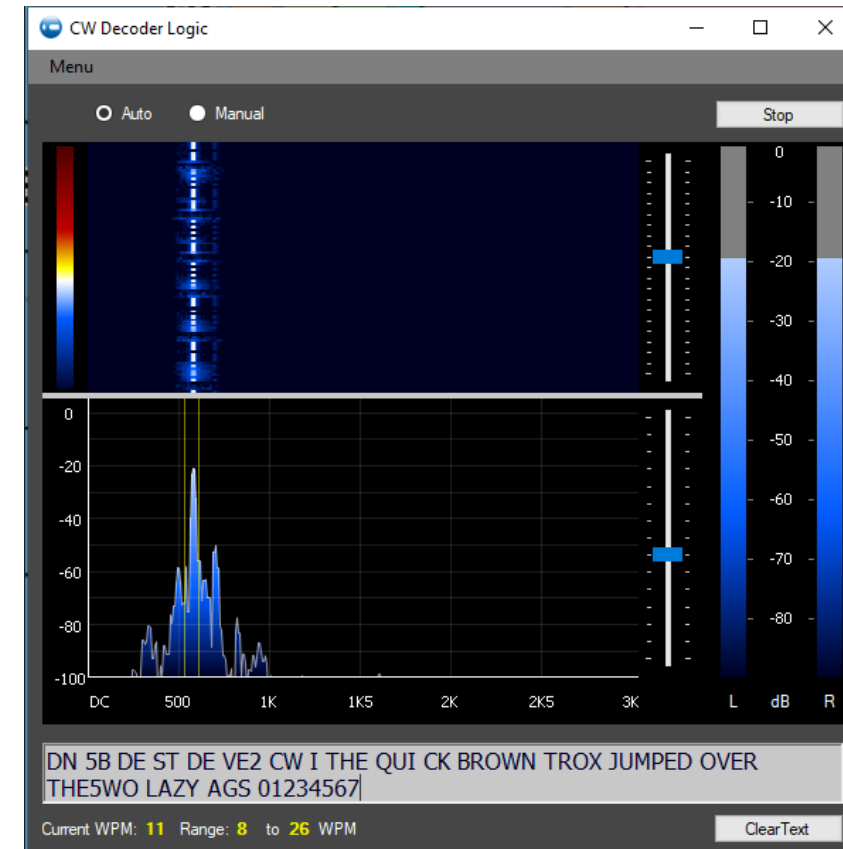 CW Decoder Logic
Menu
Auto Manual Stop
0
-10
-20
-30
-40
-50
-60
-70
-80
L dB R
0
-20
-40
-60
-80
-100
DC 500 1K 1K5 2K 2K5 3K
DN 5B DE ST DE VE2 CW I THE QUI CK BROWN TROX JUMPED OVER
THE5WO LAZY AGS 01234567
Current WPM: 11 Range: 8 to 26 WPM ClearText